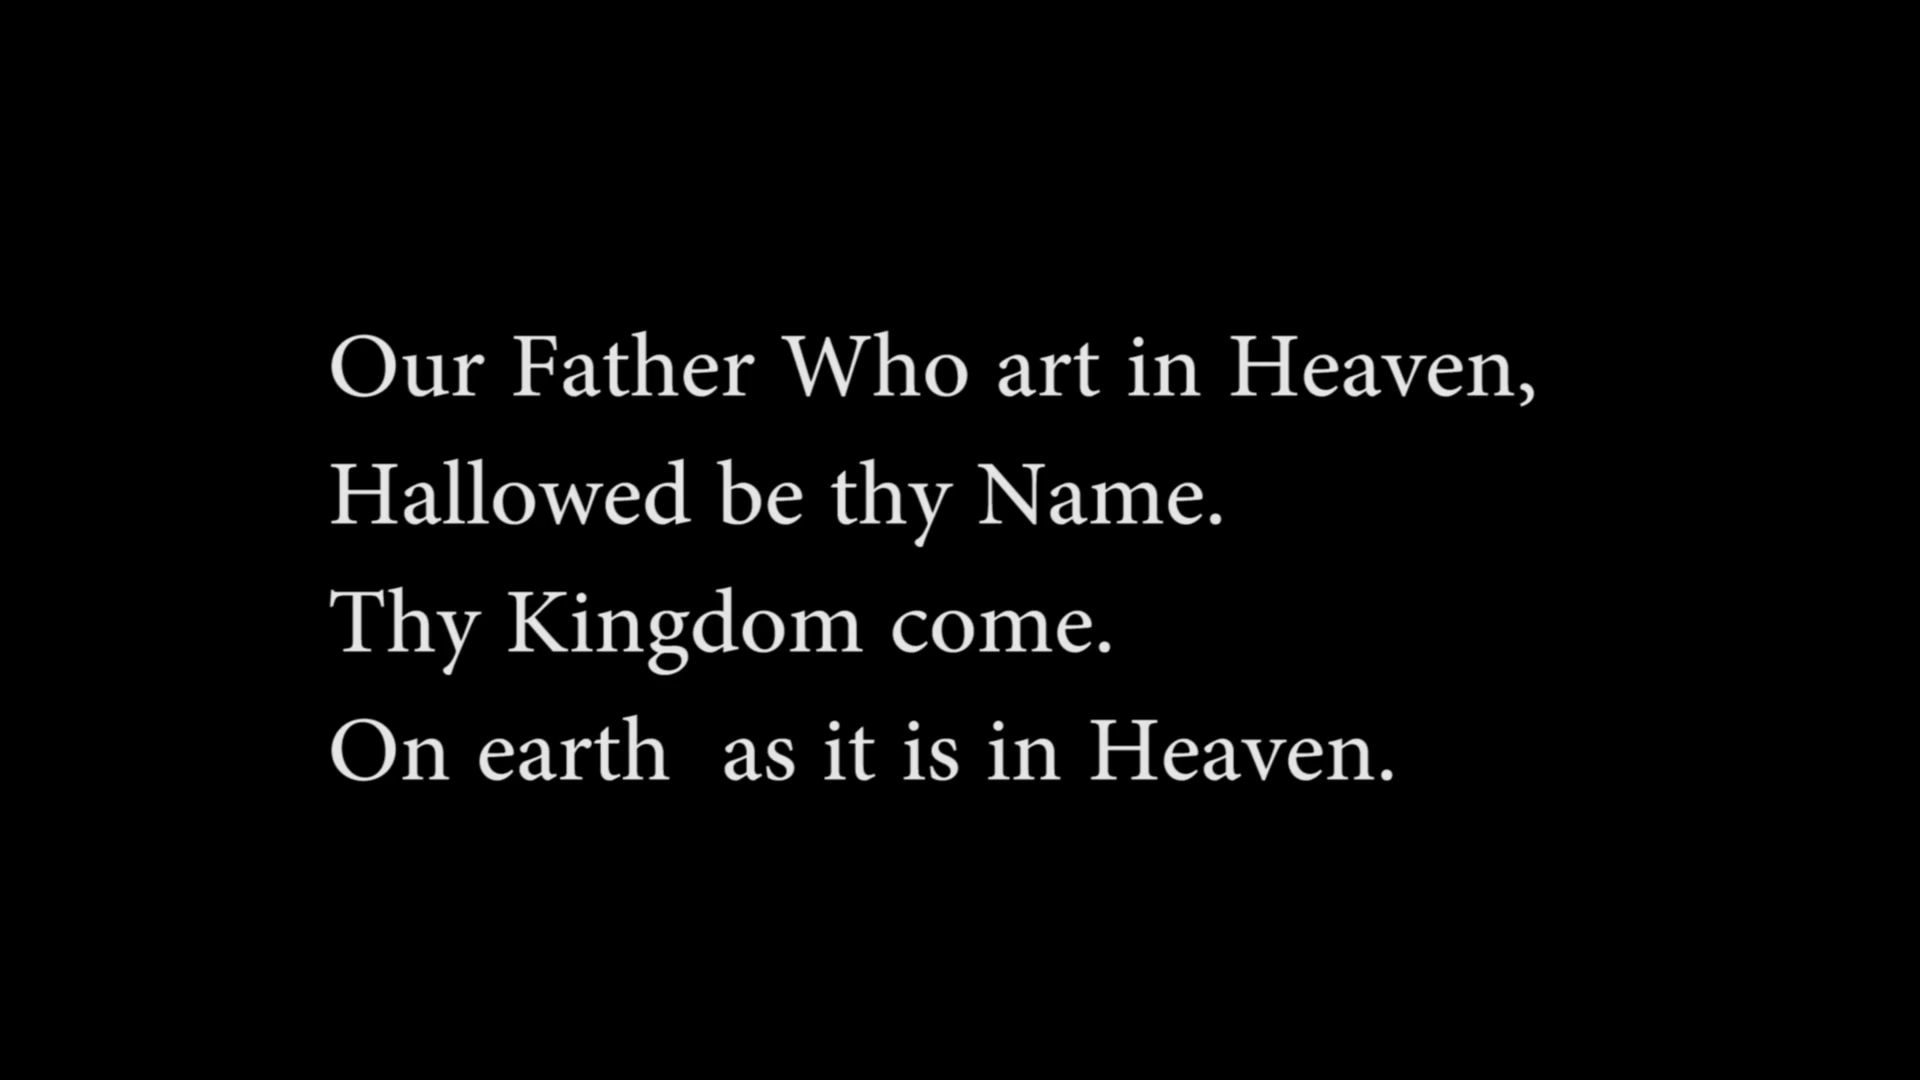 Our Father Who art in Heaven,
Hallowed be thy Name.
Thy Kingdom come.
On earth  as it is in Heaven.